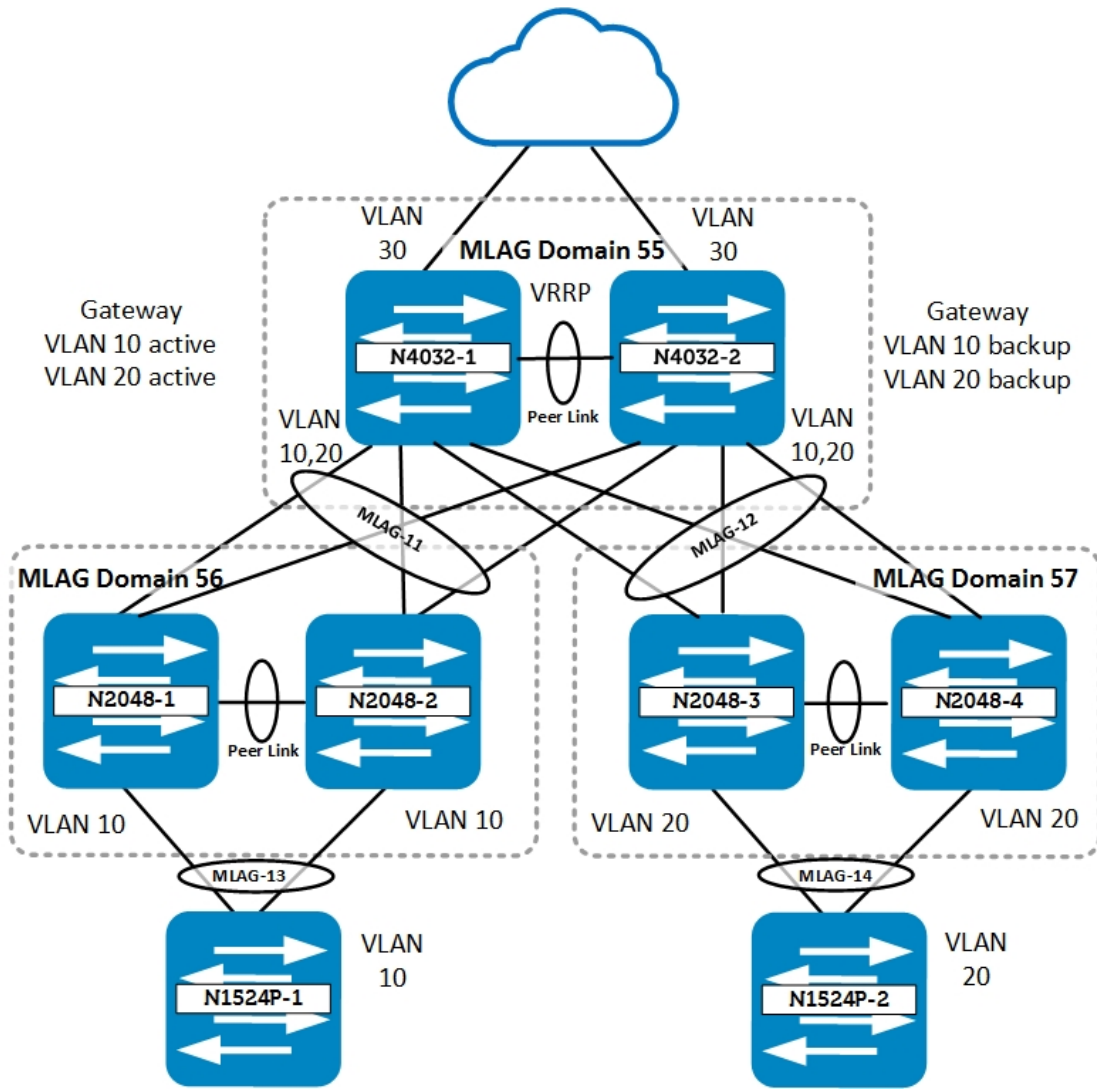 VLAN
30
VLAN
30
MLAG Domain 55
VRRP
Gateway
VLAN 10 active
VLAN 20 active
Gateway
VLAN 10 backup
VLAN 20 backup
N4032-1
N4032-2
Peer Link
VLAN
10,20
VLAN
10,20
MLAG-11
MLAG-12
MLAG Domain 56
MLAG Domain 57
N2048-1
N2048-2
N2048-3
N2048-4
Peer Link
Peer Link
VLAN 10
VLAN 10
VLAN 20
VLAN 20
MLAG-13
MLAG-14
VLAN
10
VLAN
20
N1524P-1
N1524P-2